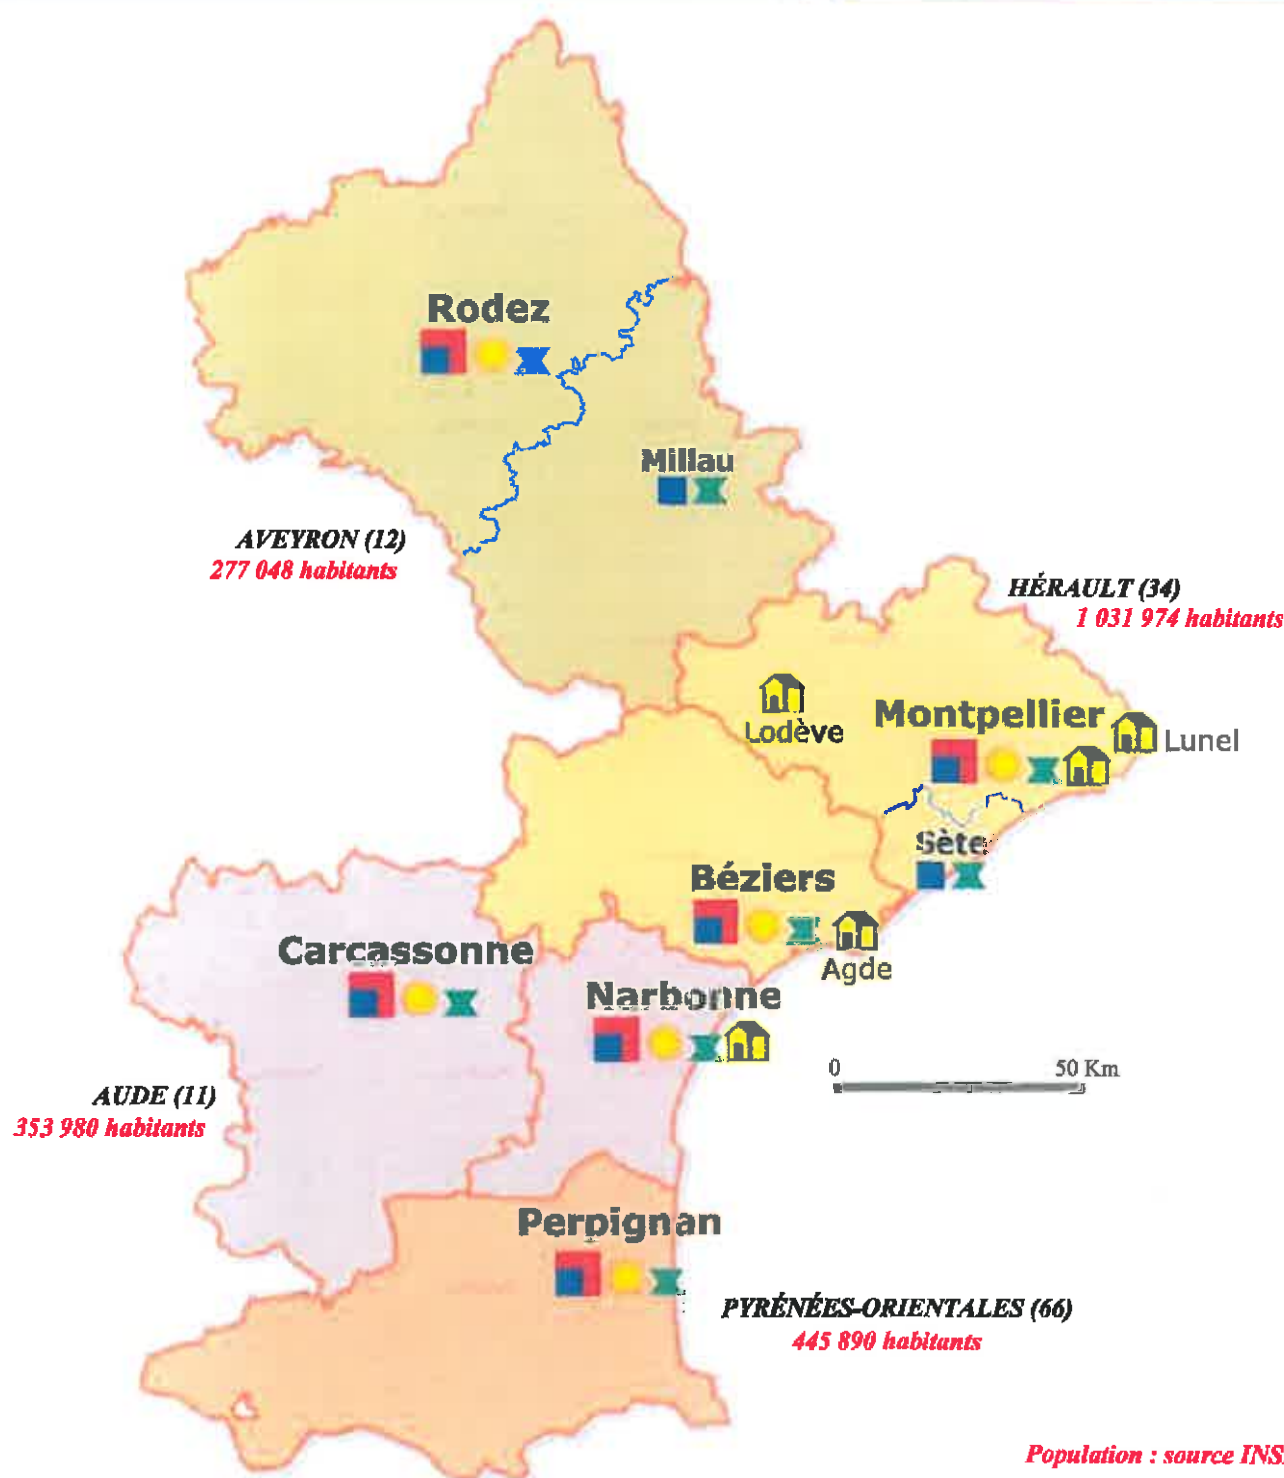 Rodez
Millau
AVEYRON (12)
277 048 habitants
HÉRAULT (34)
1 031 974 habitants
Lodève
Montpellier
Lunel
Sète
Béziers
Agde
Carcassonne
Narbonne
0 50 Km
AUDE (11)
353 980 habitants
Perpignan
PYRÉNÉES-ORIENTALES (66)
445 890 habitants
Population : source INS